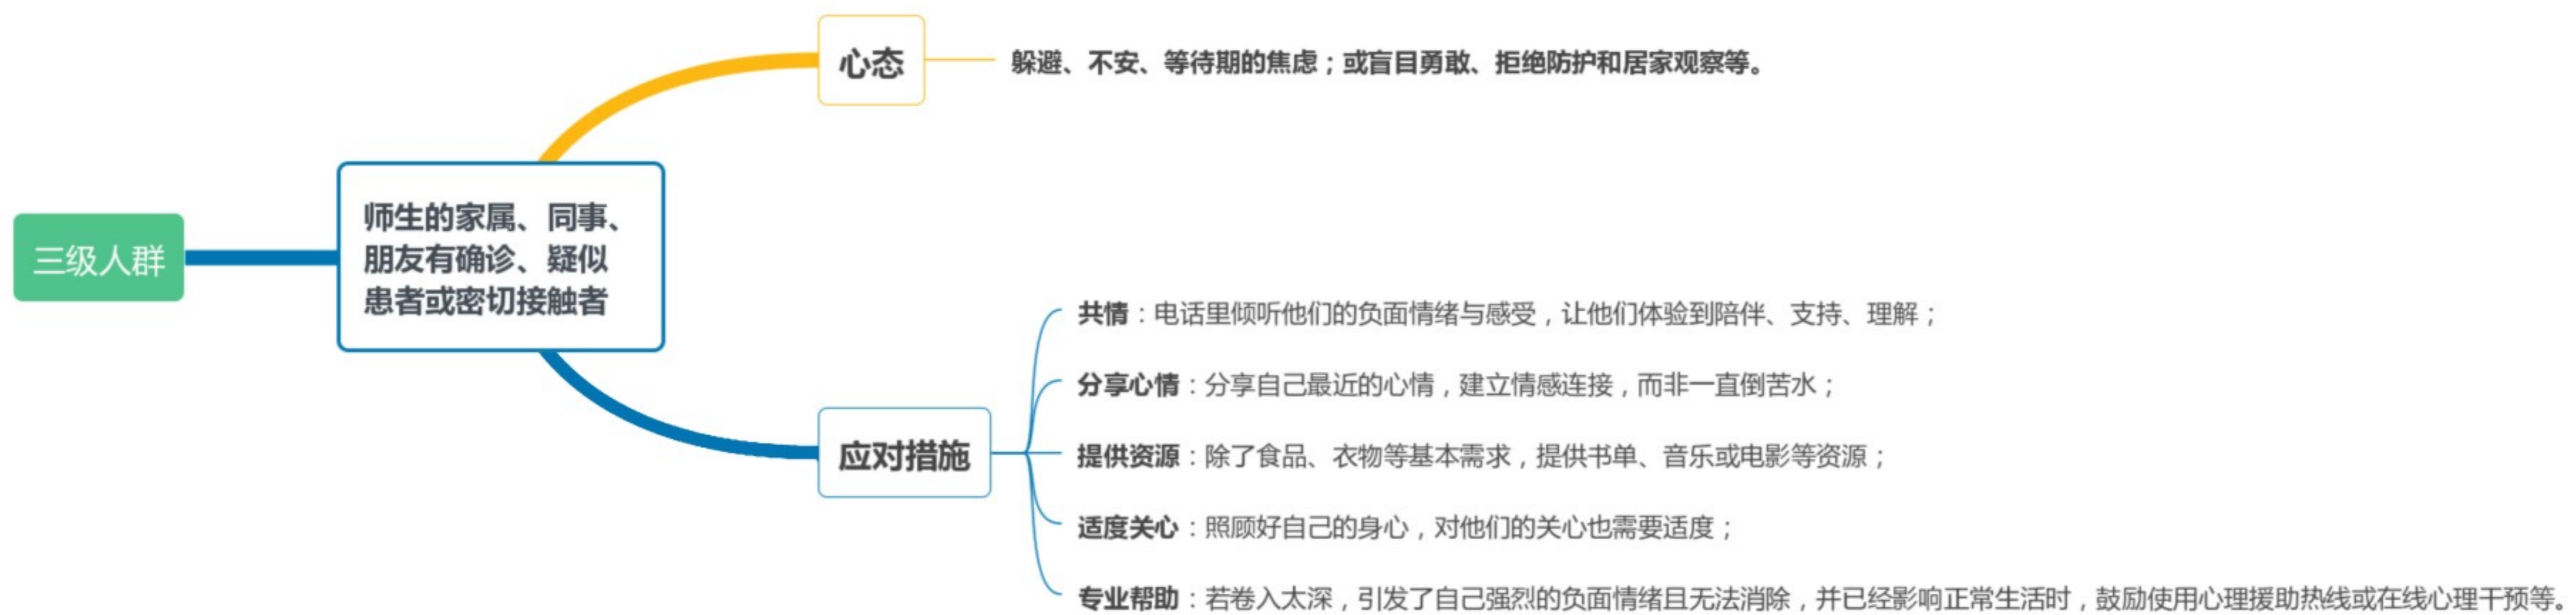 三级人群
师生的家属、同事、
朋友有确诊、疑似
患者或密切接触者
心态
躲避、不安、等待期的焦虑；或盲目勇敢、拒绝防护和居家观察等。
应对措施
共情：电话里倾听他们的负面情绪与感受，让他们体验到陪伴、支持、理解；
分享心情：分享自己最近的心情，建立情感连接，而非一直倒苦水；
提供资源：除了食品、衣物等基本需求，提供书单、音乐或电影等资源；
适度关心：照顾好自己的身心，对他们的关心也需要适度；
专业帮助：若卷入太深，引发了自己强烈的负面情绪且无法消除，并已经影响正常生活时，鼓励使用心理援助热线或在线心理干预等。